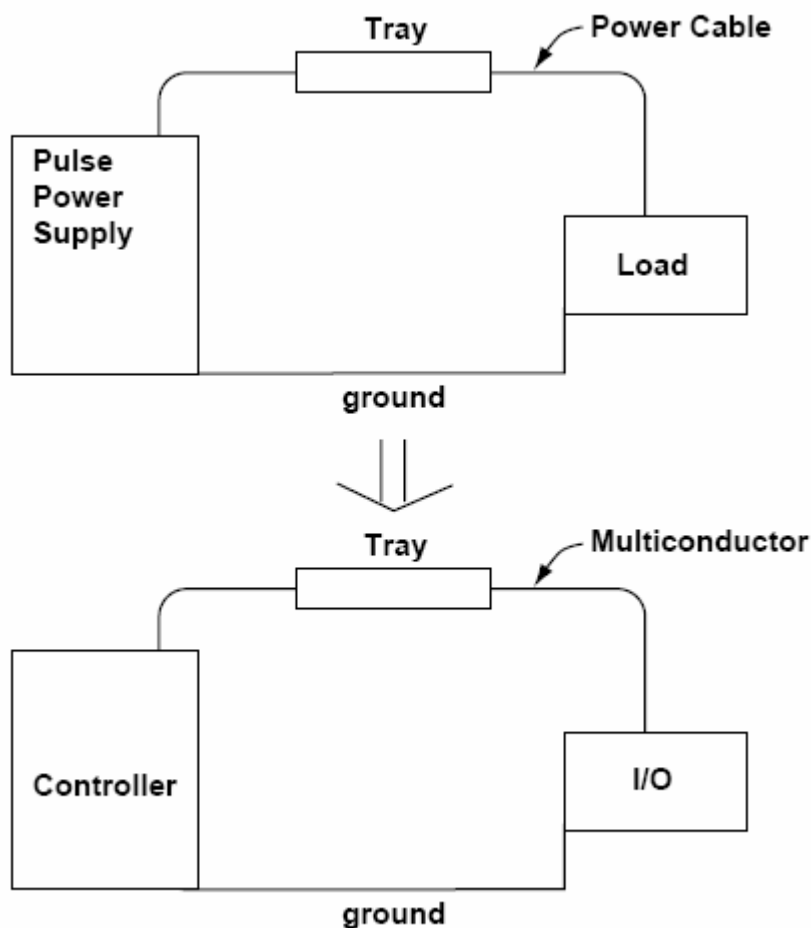 Tray
Power Cable
Pulse
Power
Supply
Load
ground
Tray
Multiconductor
Controller
I/O
ground